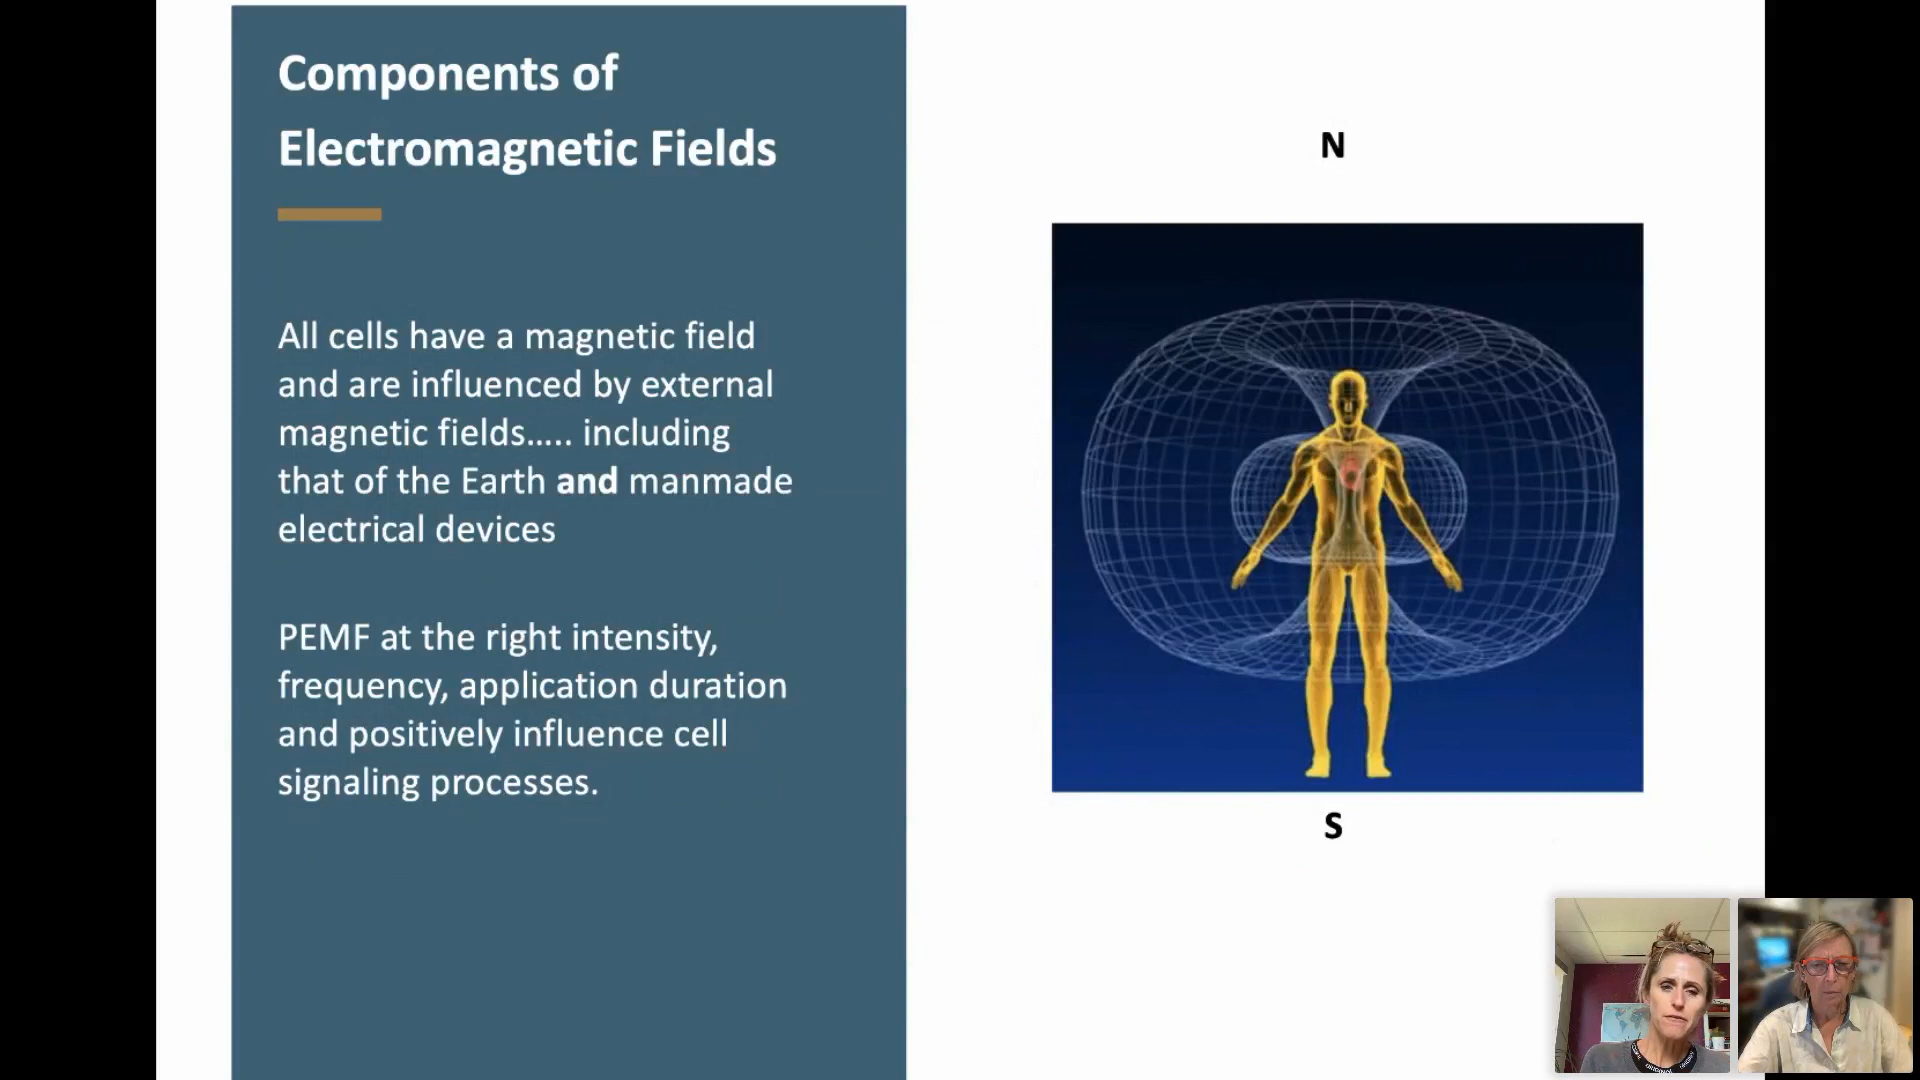 Components of
Electromagnetic Fields
All cells have a magnetic field
and are influenced by external
magnetic fields..... including
that of the Earth and manmade
electrical devices
PEMF at the right intensity,
frequency, application duration
and positively influence cell
signaling processes.
N
S
ORIGINAL